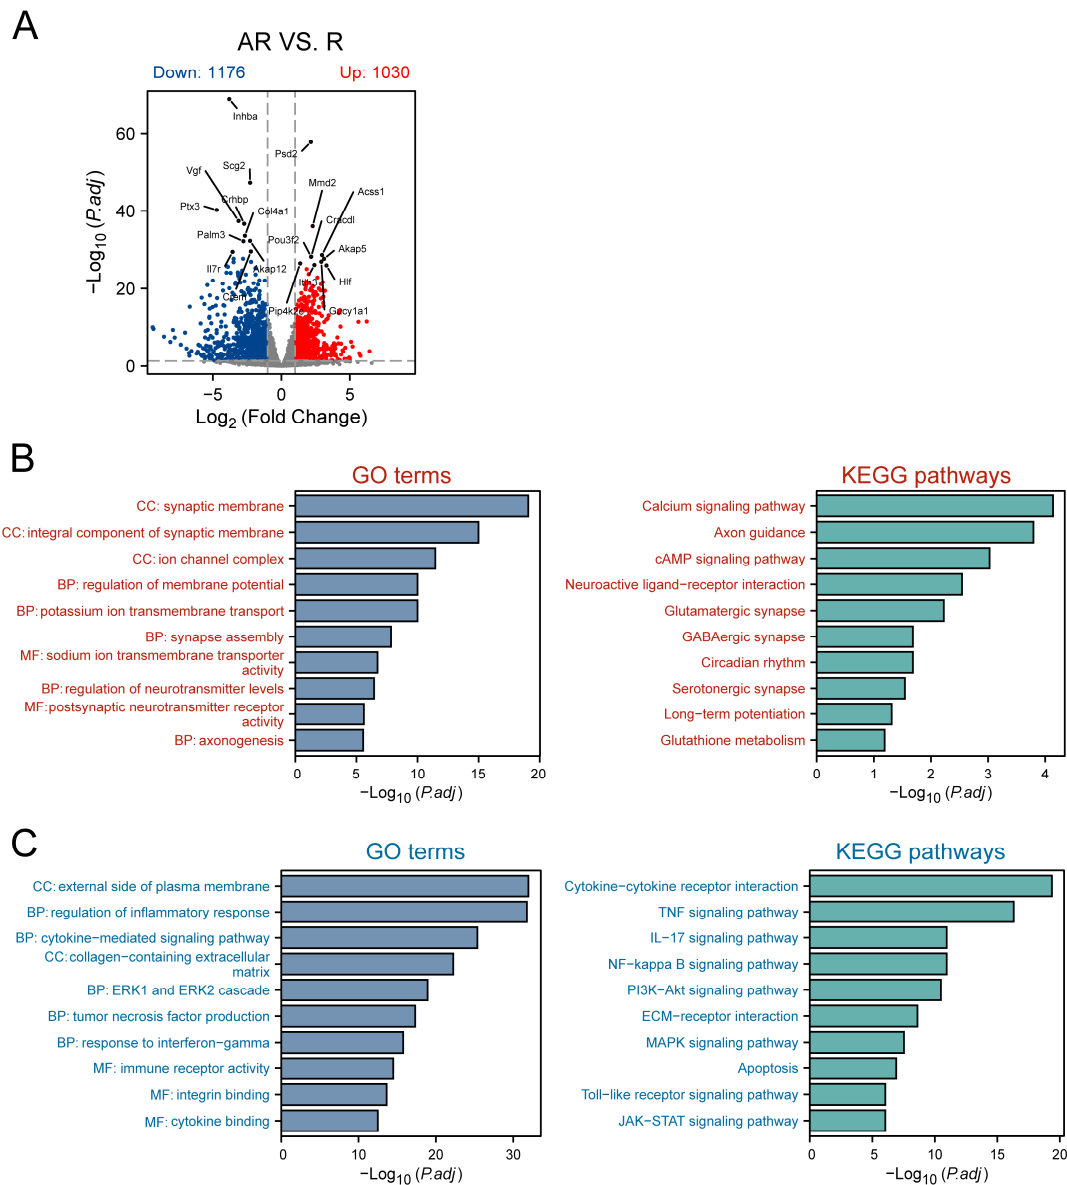 A
AR VS. R
Down: 1176
Up: 1030
Inhba
Psd2
Scg2
Vgf
Mmd2
Acss1
Crhbp
Ptx3
Col4a1
Cracdl
Palm3
Pou3f2
Akap5
Il7r
Akap12
Hlf
Crem
Gucy1a1
0
20
40
60
−Log10 (P.adj)
−5
0
5
Log2 (Fold Change)
B
GO terms
CC: synaptic membrane
CC: integral component of synaptic membrane
CC: ion channel complex
BP: regulation of membrane potential
BP: potassium ion transmembrane transport
BP: synapse assembly
MF: sodium ion transmembrane transporter
activity
BP: regulation of neurotransmitter levels
MF: postsynaptic neurotransmitter receptor
activity
BP: axonogenesis
0 5 10 15 20
−Log10 (P.adj)
KEGG pathways
Calcium signaling pathway
Axon guidance
cAMP signaling pathway
Neuroactive ligand−receptor interaction
Glutamatergic synapse
GABAergic synapse
Circadian rhythm
Serotonergic synapse
Long−term potentiation
Glutathione metabolism
0 1 2 3 4
−Log10 (P.adj)
C
GO terms
CC: external side of plasma membrane
BP: regulation of inflammatory response
BP: cytokine−mediated signaling pathway
CC: collagen−containing extracellular
matrix
BP: ERK1 and ERK2 cascade
BP: tumor necrosis factor production
BP: response to interferon−gamma
MF: immune receptor activity
MF: integrin binding
MF: cytokine binding
0 10 20 30
−Log10 (P.adj)
KEGG pathways
Cytokine−cytokine receptor interaction
TNF signaling pathway
IL−17 signaling pathway
NF−kappa B signaling pathway
PI3K−Akt signaling pathway
ECM−receptor interaction
MAPK signaling pathway
Apoptosis
Toll−like receptor signaling pathway
JAK−STAT signaling pathway
0 5 10 15 20
−Log10 (P.adj)